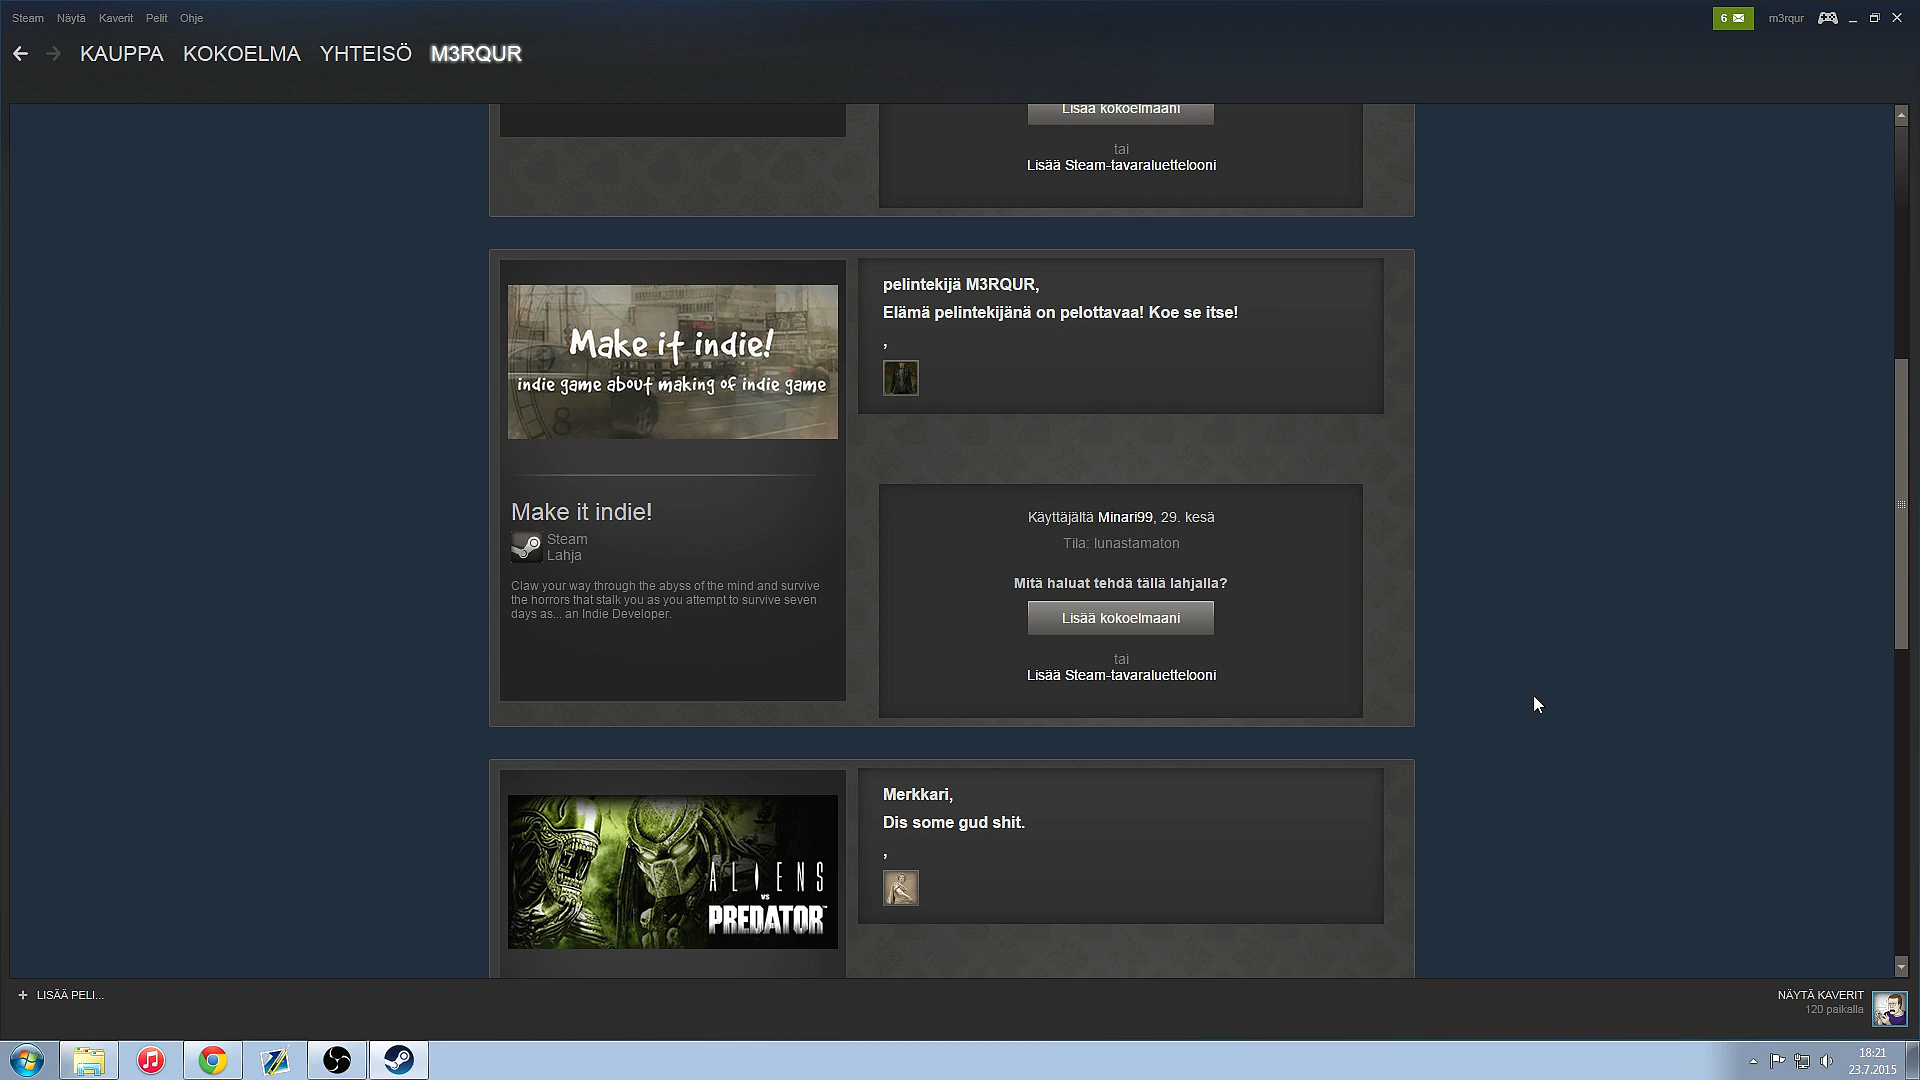 Steam Näytä Kaverit Pelit Ohje
6
m3rqur
KAUPPA KOKOELMA YHTEISÖ M3RQUR
Lisää kokoelmaani
tai
Lisää Steam-tavaraluettelooni
Make it indie!
indie game about making of indie game
Make it indie!
Steam
Lahja
Claw your way through the abyss of the mind and survive
the horrors that stalk you as you attempt to survive seven
days as... an Indie Developer.
pelintekijä M3RQUR,
Elämä pelintekijänä on pelottavaa! Koe se itse!
,
Käyttäjältä Minari99, 29. kesä
Tila: lunastamaton
Mitä haluat tehdä tällä lahjalla?
Lisää kokoelmaani
tai
Lisää Steam-tavaraluettelooni
ALIENS
VS
PREDATOR
Merkkari,
Dis some gud shit.
,
+ LISÄÄ PELI...
NÄYTÄ KAVERIT
120 paikalla
18:21
23.7.2015